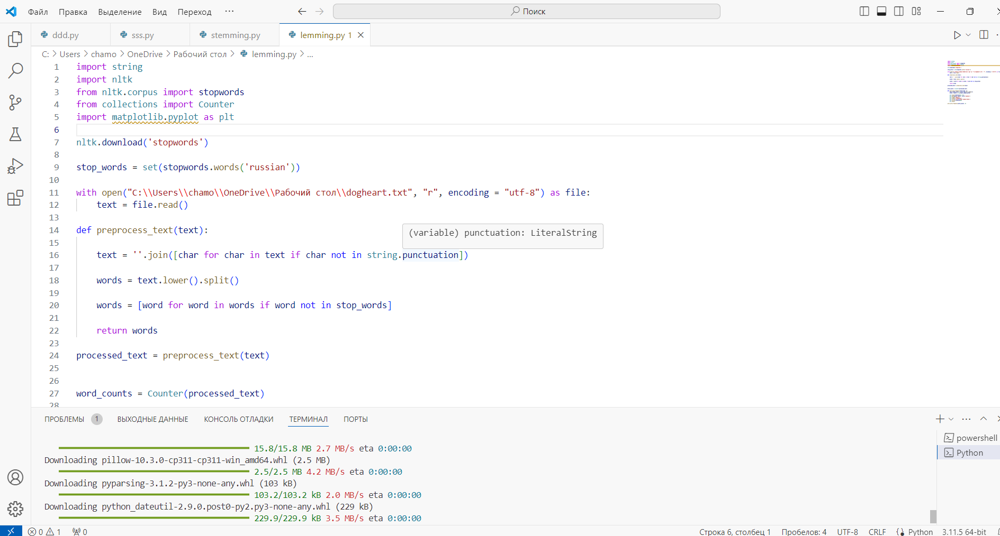 Файл Правка Выделение Вид Переход ··· Поиск
ddd.py sss.py stemming.py lemming.py 1
C: > Users > chamo > OneDrive > Рабочий стол > lemming.py > ...
1 import string
2 import nltk
3 from nltk.corpus import stopwords
4 from collections import Counter
5 import matplotlib.pyplot as plt
6
7 nltk.download('stopwords')
8
9 stop_words = set(stopwords.words('russian'))
10
11 with open("C:\\Users\\chamo\\OneDrive\\Рабочий стол\\dogheart.txt", "r", encoding = "utf-8") as file:
12 text = file.read()
13
14 def preprocess_text(text):
(variable) punctuation: LiteralString
15
16 text = ''.join([char for char in text if char not in string.punctuation])
17
18 words = text.lower().split()
19
20 words = [word for word in words if word not in stop_words]
21
22 return words
23
24 processed_text = preprocess_text(text)
25
26
27 word_counts = Counter(processed_text)
28
ПРОБЛЕМЫ 1 ВЫХОДНЫЕ ДАННЫЕ КОНСОЛЬ ОТЛАДКИ ТЕРМИНАЛ ПОРТЫ
powershell
Python
15.8/15.8 MB 2.7 MB/s eta 0:00:00
Downloading pillow-10.3.0-cp311-cp311-win_amd64.whl (2.5 MB)
2.5/2.5 MB 4.2 MB/s eta 0:00:00
Downloading pyparsing-3.1.2-py3-none-any.whl (103 kB)
103.2/103.2 kB 2.0 MB/s eta 0:00:00
Downloading python_dateutil-2.9.0.post0-py2.py3-none-any.whl (229 kB)
229.9/229.9 kB 3.5 MB/s eta 0:00:00
0 1 0 Строка 6, столбец 1 Пробелов: 4 UTF-8 CRLF Python 3.11.5 64-bit